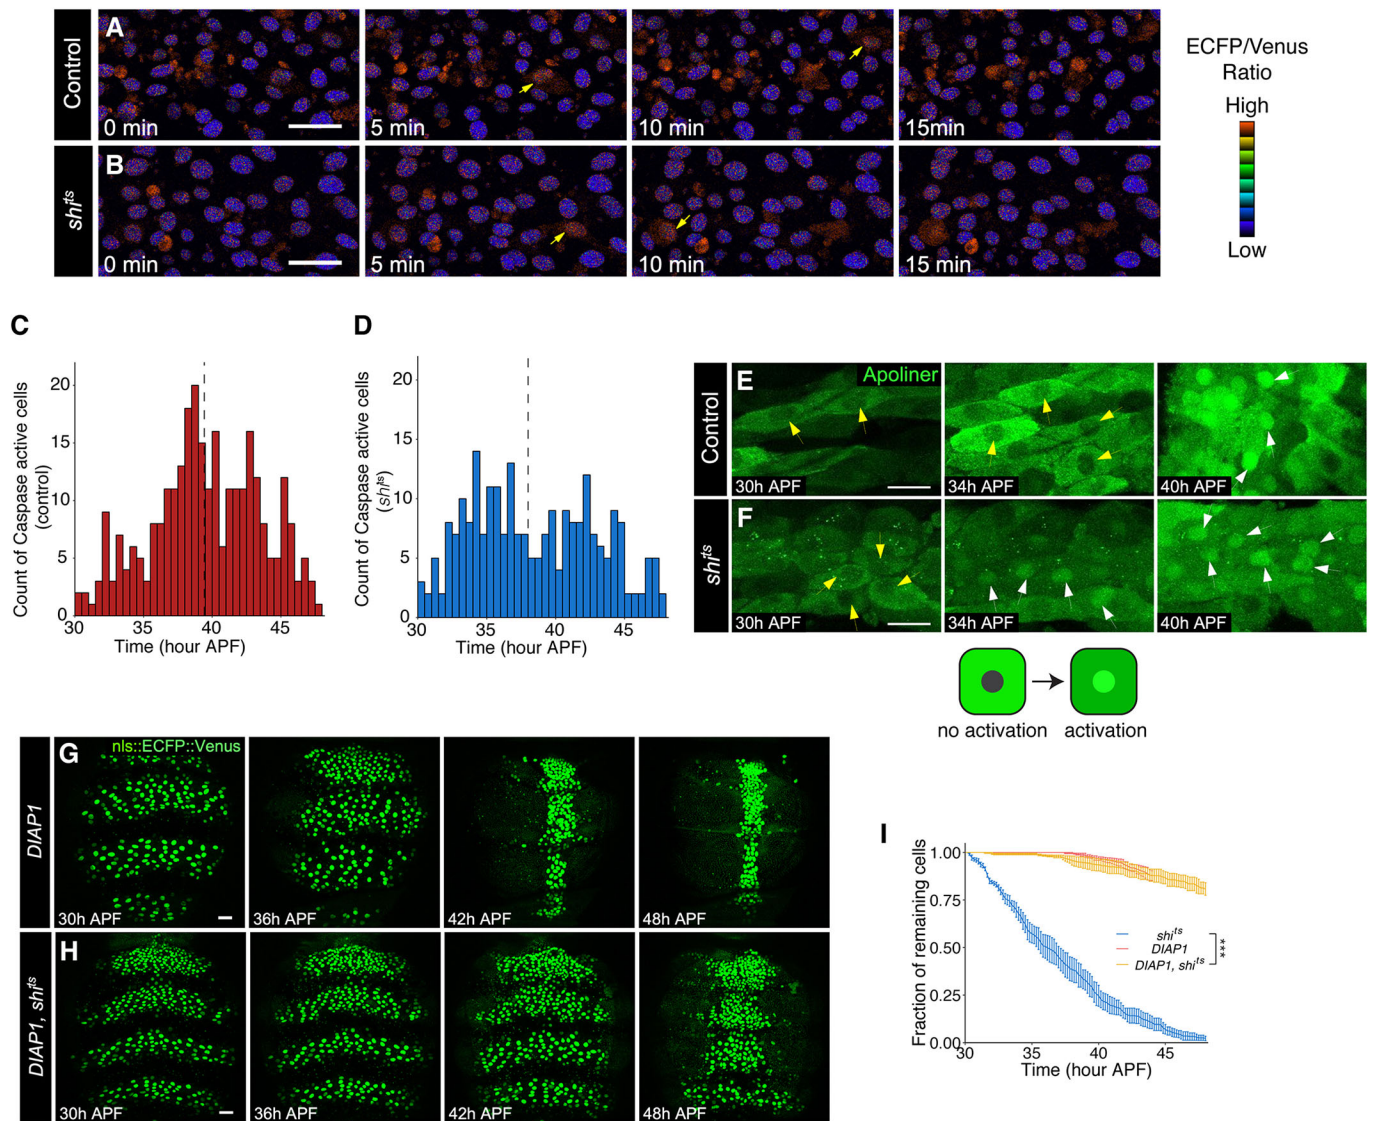 A
Control
0 min
5 min
10 min
15min
B
shi^ts
0 min
5 min
10 min
15 min
ECFP/Venus
Ratio
High
Low
C
Count of Caspase active cells
(control)
20
15
10
5
0
30
35
40
45
Time (hour APF)
D
Count of Caspase active cells
(shi^ts)
20
15
10
5
0
30
35
40
45
Time (hour APF)
E
Control
Apoliner
30h APF
34h APF
40h APF
F
shi^ts
30h APF
34h APF
40h APF
no activation
activation
G
DIAP1
nls::ECFP::Venus
30h APF
36h APF
42h APF
48h APF
H
DIAP1, shi^ts
30h APF
36h APF
42h APF
48h APF
I
Fraction of remaining cells
1.00
0.75
0.50
0.25
0.00
30
35
40
45
Time (hour APF)
shi^ts
DIAP1
DIAP1, shi^ts
***